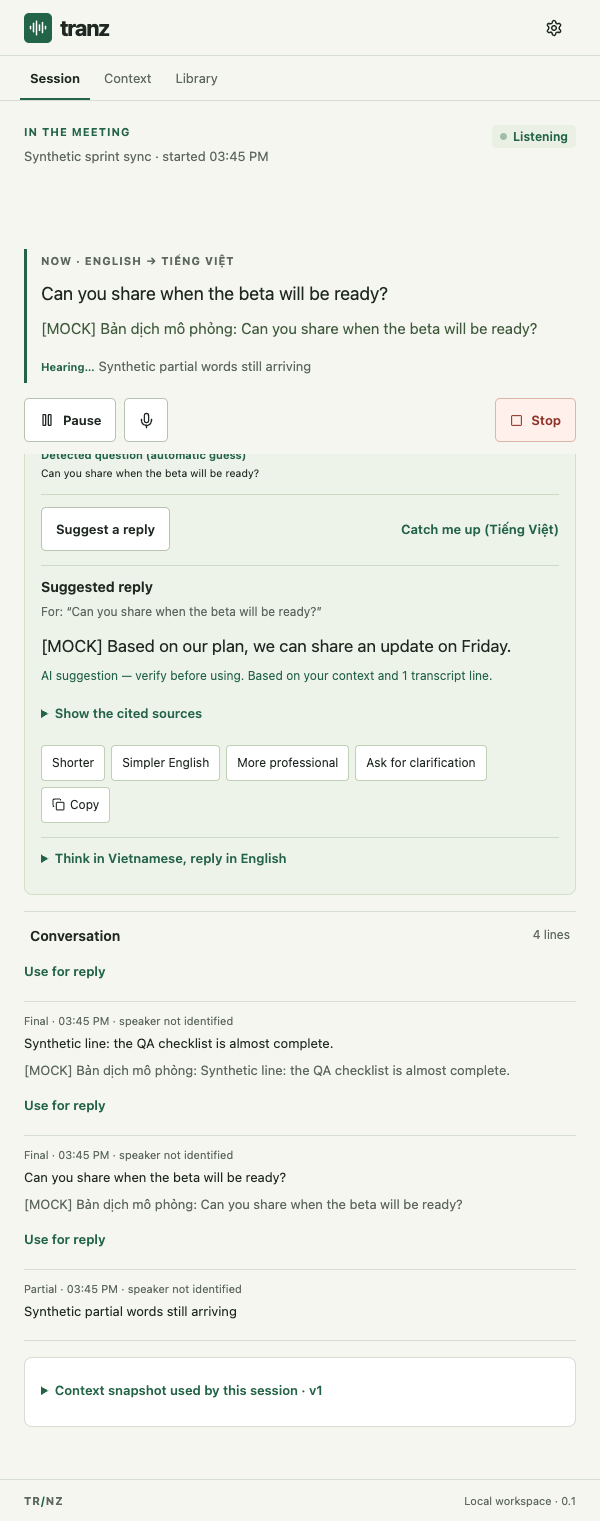 tranz
Session Context Library
IN THE MEETING
Listening
Synthetic sprint sync · started 03:45 PM
NOW · ENGLISH → TIẾNG VIỆT
Can you share when the beta will be ready?
[MOCK] Bản dịch mô phỏng: Can you share when the beta will be ready?
Hearing... Synthetic partial words still arriving
Pause
Stop
Detected question (automatic guess)
Can you share when the beta will be ready?
Suggest a reply
Catch me up (Tiếng Việt)
Suggested reply
For: “Can you share when the beta will be ready?”
[MOCK] Based on our plan, we can share an update on Friday.
AI suggestion — verify before using. Based on your context and 1 transcript line.
Show the cited sources
Shorter Simpler English More professional Ask for clarification
Copy
Think in Vietnamese, reply in English
Conversation 4 lines
Use for reply
Final · 03:45 PM · speaker not identified
Synthetic line: the QA checklist is almost complete.
[MOCK] Bản dịch mô phỏng: Synthetic line: the QA checklist is almost complete.
Use for reply
Final · 03:45 PM · speaker not identified
Can you share when the beta will be ready?
[MOCK] Bản dịch mô phỏng: Can you share when the beta will be ready?
Use for reply
Partial · 03:45 PM · speaker not identified
Synthetic partial words still arriving
Context snapshot used by this session · v1
TR/NZ
Local workspace · 0.1